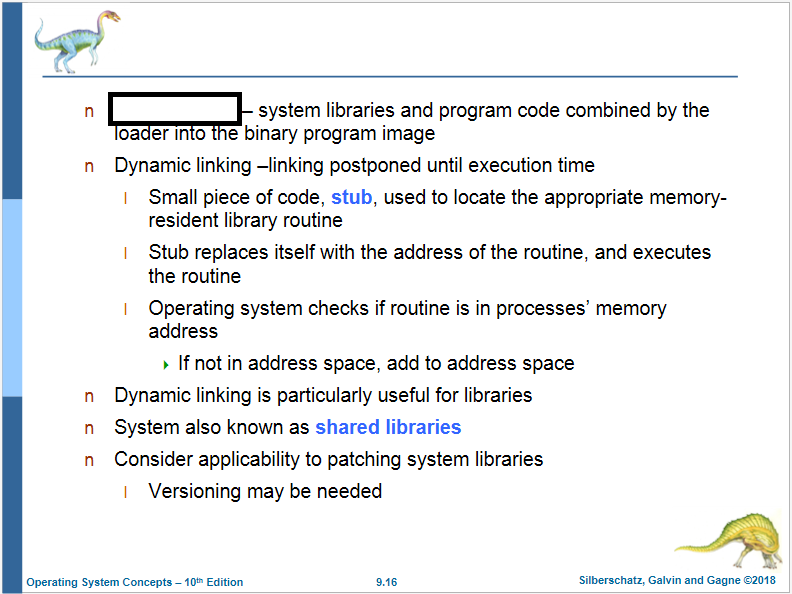 n – system libraries and program code combined by the
loader into the binary program image
n Dynamic linking –linking postponed until execution time
l Small piece of code, stub, used to locate the appropriate memory-
resident library routine
l Stub replaces itself with the address of the routine, and executes
the routine
l Operating system checks if routine is in processes’ memory
address
If not in address space, add to address space
n Dynamic linking is particularly useful for libraries
n System also known as shared libraries
n Consider applicability to patching system libraries
l Versioning may be needed
Operating System Concepts – 10th Edition
9.16
Silberschatz, Galvin and Gagne ©2018